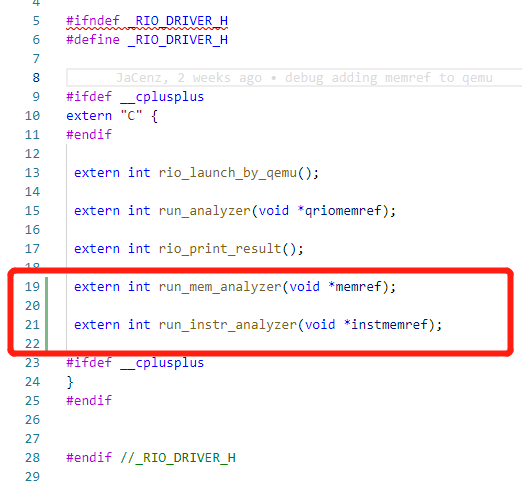 4
5 #ifndef _RIO_DRIVER_H
6 #define _RIO_DRIVER_H
7
8 JaCenz, 2 weeks ago • debug adding memref to qemu
9 #ifdef __cplusplus
10 extern "C" {
11 #endif
12
13 extern int rio_launch_by_qemu();
14
15 extern int run_analyzer(void *qriomemref);
16
17 extern int rio_print_result();
18
19 extern int run_mem_analyzer(void *memref);
20
21 extern int run_instr_analyzer(void *instmemref);
22
23 #ifdef __cplusplus
24 }
25 #endif
26
27
28 #endif //_RIO_DRIVER_H
29